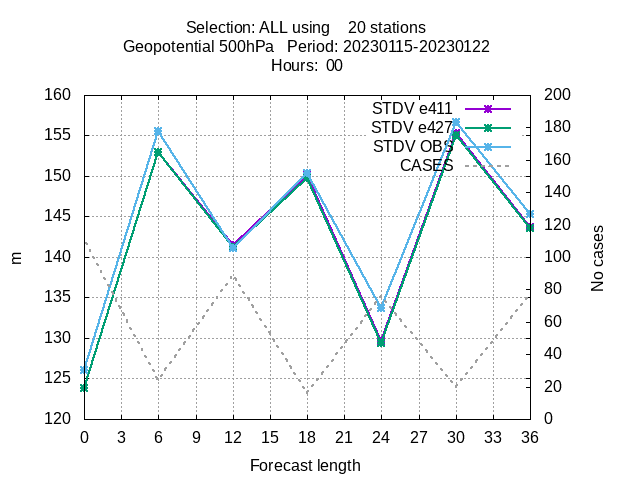 Selection: ALL using 20 stations
Geopotential 500hPa Period: 20230115-20230122
Hours: 00
160
155
150
145
140
135
130
125
120
m
200
180
160
140
120
100
80
60
40
20
0
No cases
STDV e411
STDV e427
STDV OBS
CASES
0 3 6 9 12 15 18 21 24 27 30 33 36
Forecast length